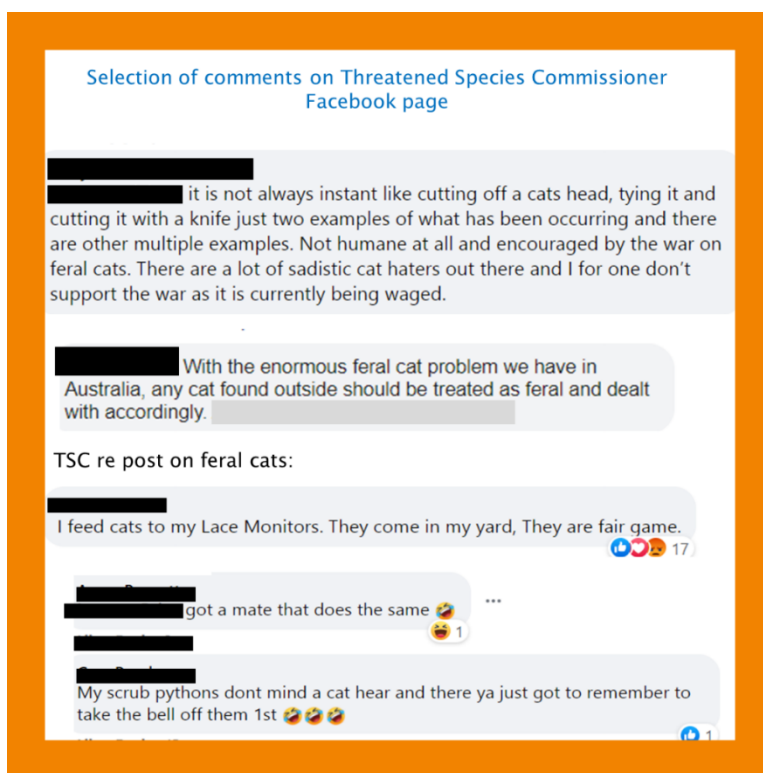 Selection of comments on Threatened Species Commissioner
Facebook page
it is not always instant like cutting off a cats head, tying it and
cutting it with a knife just two examples of what has been occurring and there
are other multiple examples. Not humane at all and encouraged by the war on
feral cats. There are a lot of sadistic cat haters out there and I for one don't
support the war as it is currently being waged.
With the enormous feral cat problem we have in
Australia, any cat found outside should be treated as feral and dealt
with accordingly.
TSC re post on feral cats:
I feed cats to my Lace Monitors. They come in my yard, They are fair game.
17
got a mate that does the same 🤣
1
My scrub pythons dont mind a cat hear and there ya just got to remember to
take the bell off them 1st 🤣🤣🤣
1